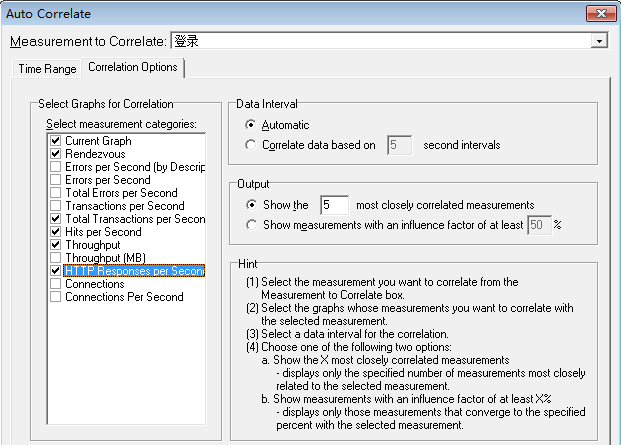 Auto Correlate
Measurement to Correlate: 登录
Time Range
Correlation Options
Select Graphs for Correlation
Select measurement categories:
Current Graph
Rendezvous
Errors per Second (by Descrip
Errors per Second
Total Errors per Second
Transactions per Second
Total Transactions per Secon
Hits per Second
Throughput
Throughput (MB)
HTTP Responses per Second
Connections
Connections Per Second
Data Interval
Automatic
Correlate data based on 5 second intervals
Output
Show the 5 most closely correlated measurements
Show measurements with an influence factor of at least 50 %
Hint
(1) Select the measurement you want to correlate from the
Measurement to Correlate box.
(2) Select the graphs whose measurements you want to correlate with
the selected measurement.
(3) Select a data interval for the correlation.
(4) Choose one of the following two options:
a. Show the X most closely correlated measurements
- displays only the specified number of measurements most closely
related to the selected measurement.
b. Show measurements with an influence factor of at least X%
- displays only those measurements that converge to the specified
percent with the selected measurement.